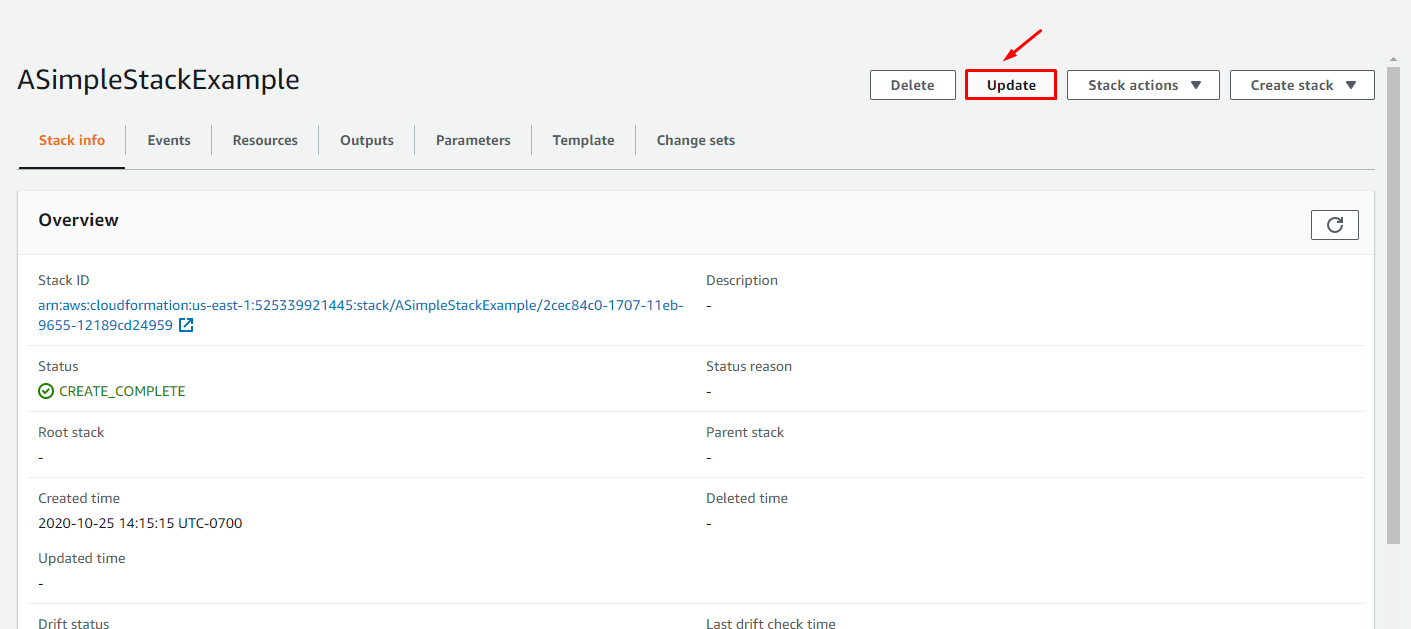 ASimpleStackExample
Delete Update Stack actions Create stack
Stack info Events Resources Outputs Parameters Template Change sets
Overview
Stack ID
arn:aws:cloudformation:us-east-1:525339921445:stack/ASimpleStackExample/2cec84c0-1707-11eb-
9655-12189cd24959
Description
-
Status
CREATE_COMPLETE
Status reason
-
Root stack
-
Parent stack
-
Created time
2020-10-25 14:15:15 UTC-0700
Deleted time
-
Updated time
-
Drift status
Last drift check time